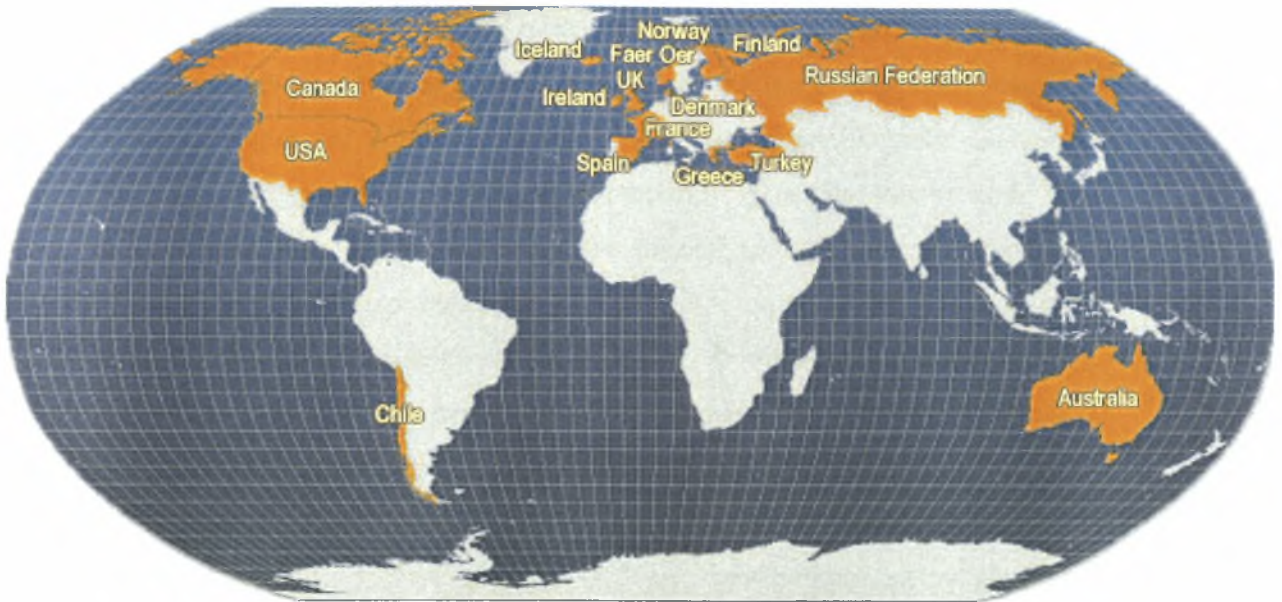 Norway
Iceland
Faer Oer
Finland
UK
Russian Federation
Canada
Ireland
Denmark
France
USA
Spain
Turkey
Greece
Australia
Chile